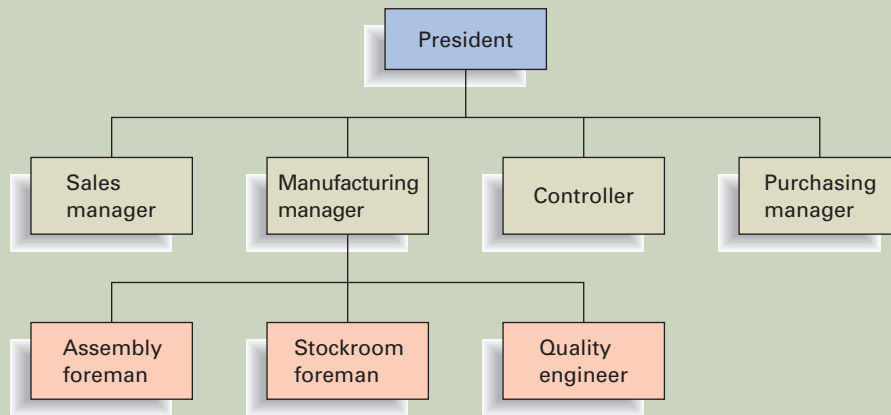 President
Sales
manager
Manufacturing
manager
Controller
Purchasing
manager
Assembly
foreman
Stockroom
foreman
Quality
engineer